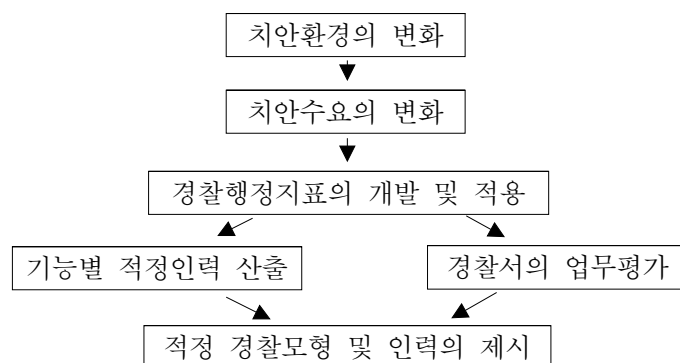 치안환경의 변화
치안수요의 변화
경찰행정지표의 개발 및 적용
기능별 적정인력 산출
경찰서의 업무평가
적정 경찰모형 및 인력의 제시